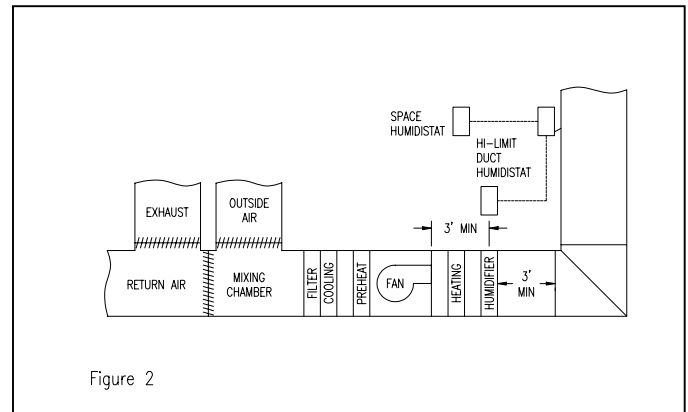 SPACE
HUMIDISTAT
HI-LIMIT
DUCT
HUMIDISTAT
EXHAUST
OUTSIDE
AIR
3' MIN
RETURN AIR
MIXING
CHAMBER
FILTER
COOLING
PREHEAT
FAN
HEATING
HUMIDIFIER
3'
MIN
Figure 2